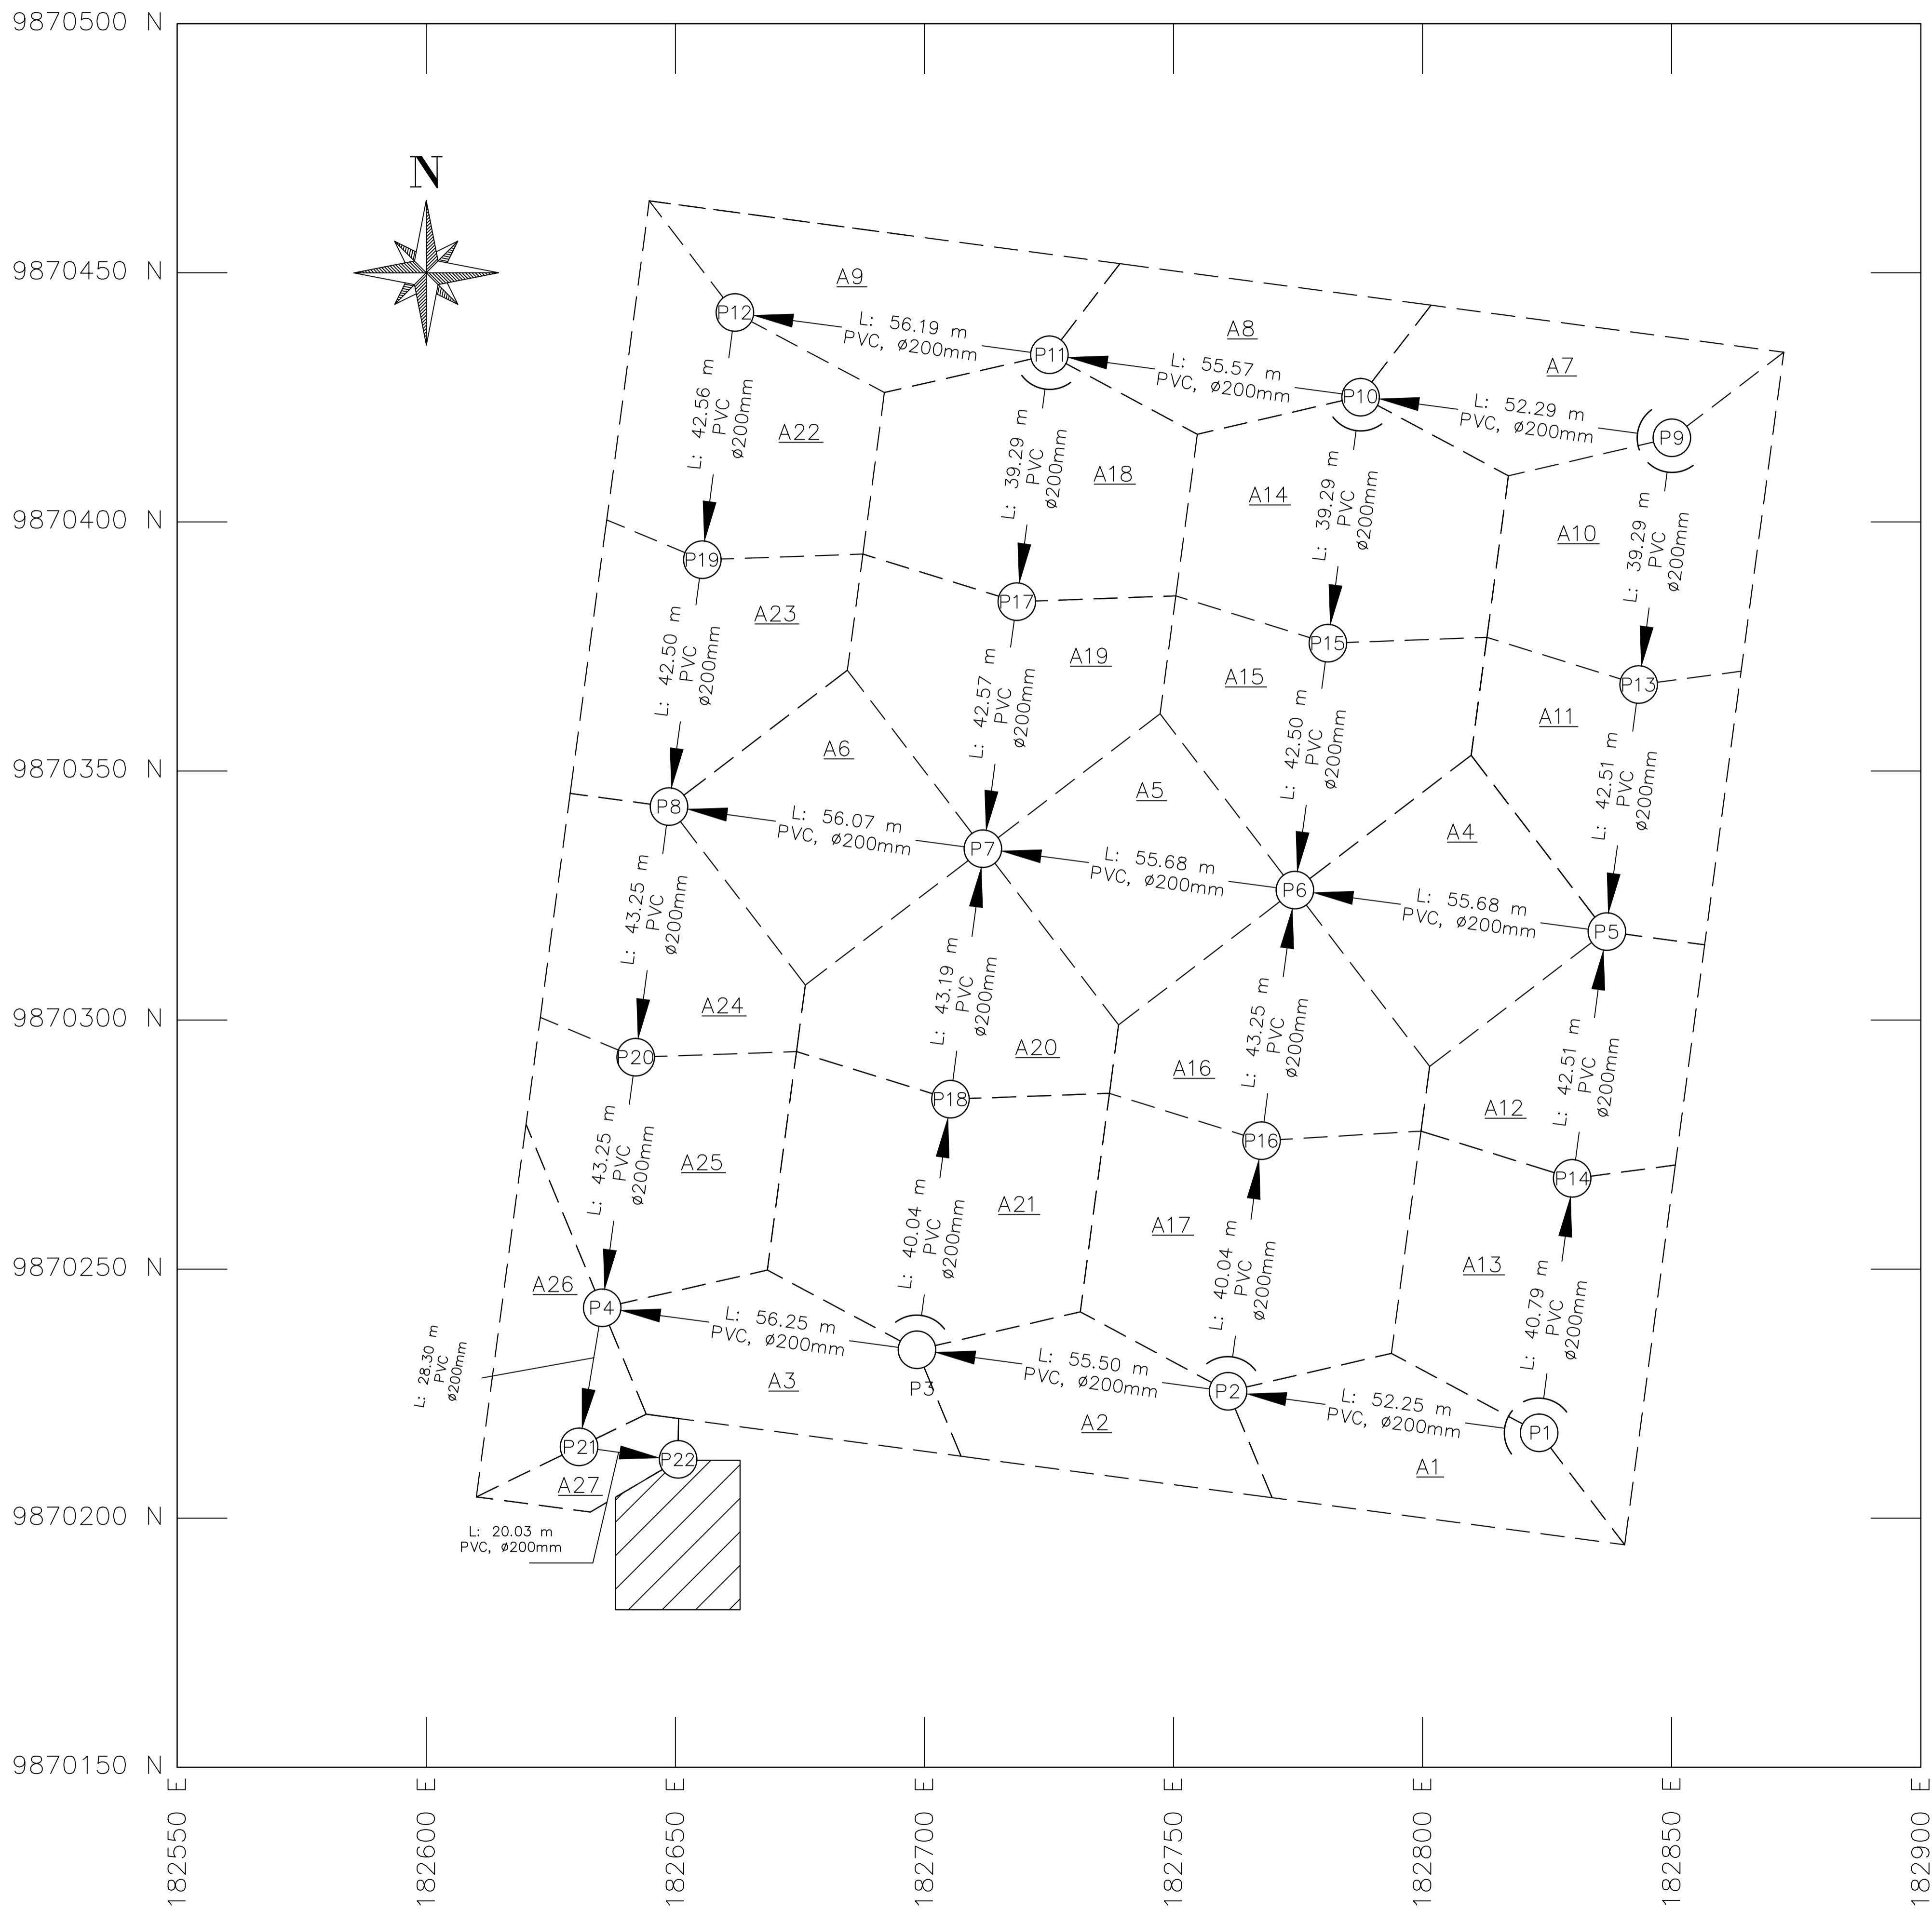 9870500 N
N
9870450 N
A9
P12
L: 56.19 m
PVC, ø200mm
P11
A8
L: 55.57 m
PVC, ø200mm
P10
A7
L: 52.29 m
PVC, ø200mm
P9
L: 42.56 m
PVC
ø200mm
A22
L: 39.29 m
PVC
ø200mm
A18
A14
L: 39.29 m
PVC
ø200mm
A10
L: 39.29 m
PVC
ø200mm
9870400 N
P19
P17
P15
P13
A23
L: 42.50 m
PVC
ø200mm
L: 42.57 m
PVC
ø200mm
A19
A15
L: 42.50 m
PVC
ø200mm
A11
L: 42.51 m
PVC
ø200mm
9870350 N
A6
A5
A4
P8
L: 56.07 m
PVC, ø200mm
P7
L: 55.68 m
PVC, ø200mm
P6
L: 55.68 m
PVC, ø200mm
P5
L: 43.25 m
PVC
ø200mm
A24
L: 43.19 m
PVC
ø200mm
A20
A16
L: 43.25 m
PVC
ø200mm
A12
L: 42.51 m
PVC
ø200mm
9870300 N
P20
P18
P16
P14
L: 43.25 m
PVC
ø200mm
A25
L: 40.04 m
PVC
ø200mm
A21
A17
L: 40.04 m
PVC
ø200mm
A13
L: 40.79 m
PVC
ø200mm
9870250 N
A26
P4
L: 56.25 m
PVC, ø200mm
P3
L: 55.50 m
PVC, ø200mm
P2
L: 52.25 m
PVC, ø200mm
P1
L: 28.30 m
PVC
ø200mm
A3
A2
A1
P21
P22
A27
9870200 N
L: 20.03 m
PVC, ø200mm
9870150 N
182550 E
182600 E
182650 E
182700 E
182750 E
182800 E
182850 E
182900 E